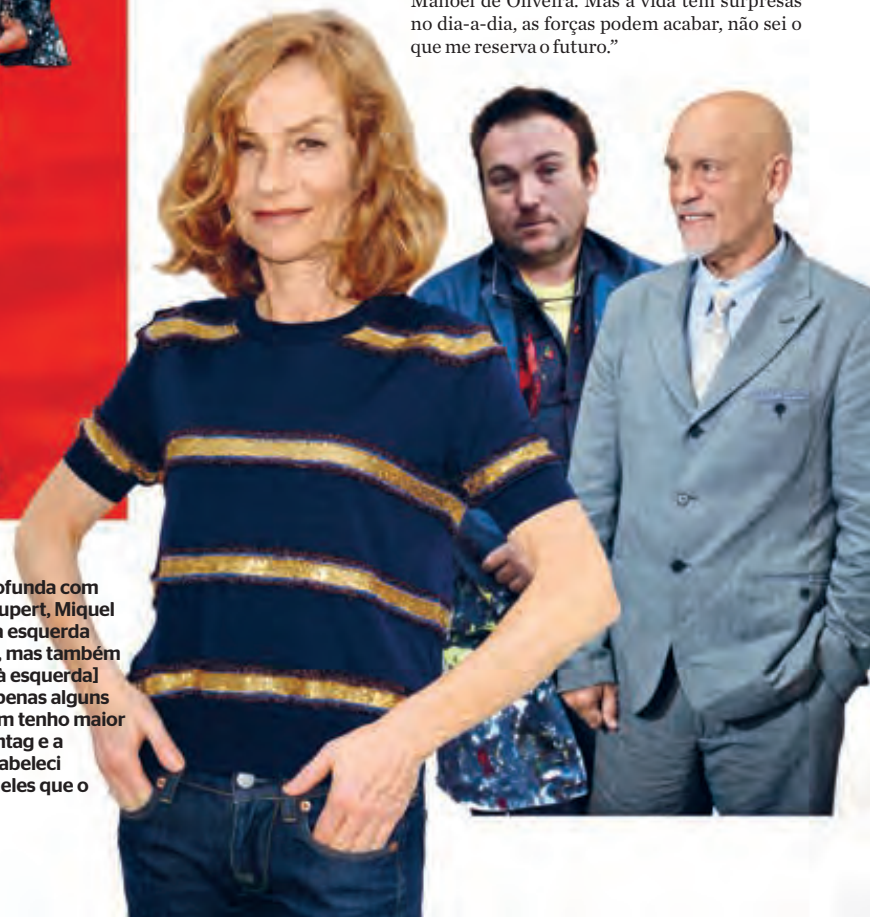 Manoel de Oliveira. Mas a vida tem surpresas
no dia-a-dia, as forças podem acabar, não sei o
que me reserva o futuro.”
ofunda com
upert, Miquel
esquerda
, mas também
à esquerda]
penas alguns
m tenho maior
ntag e a
abeleci
eles que o